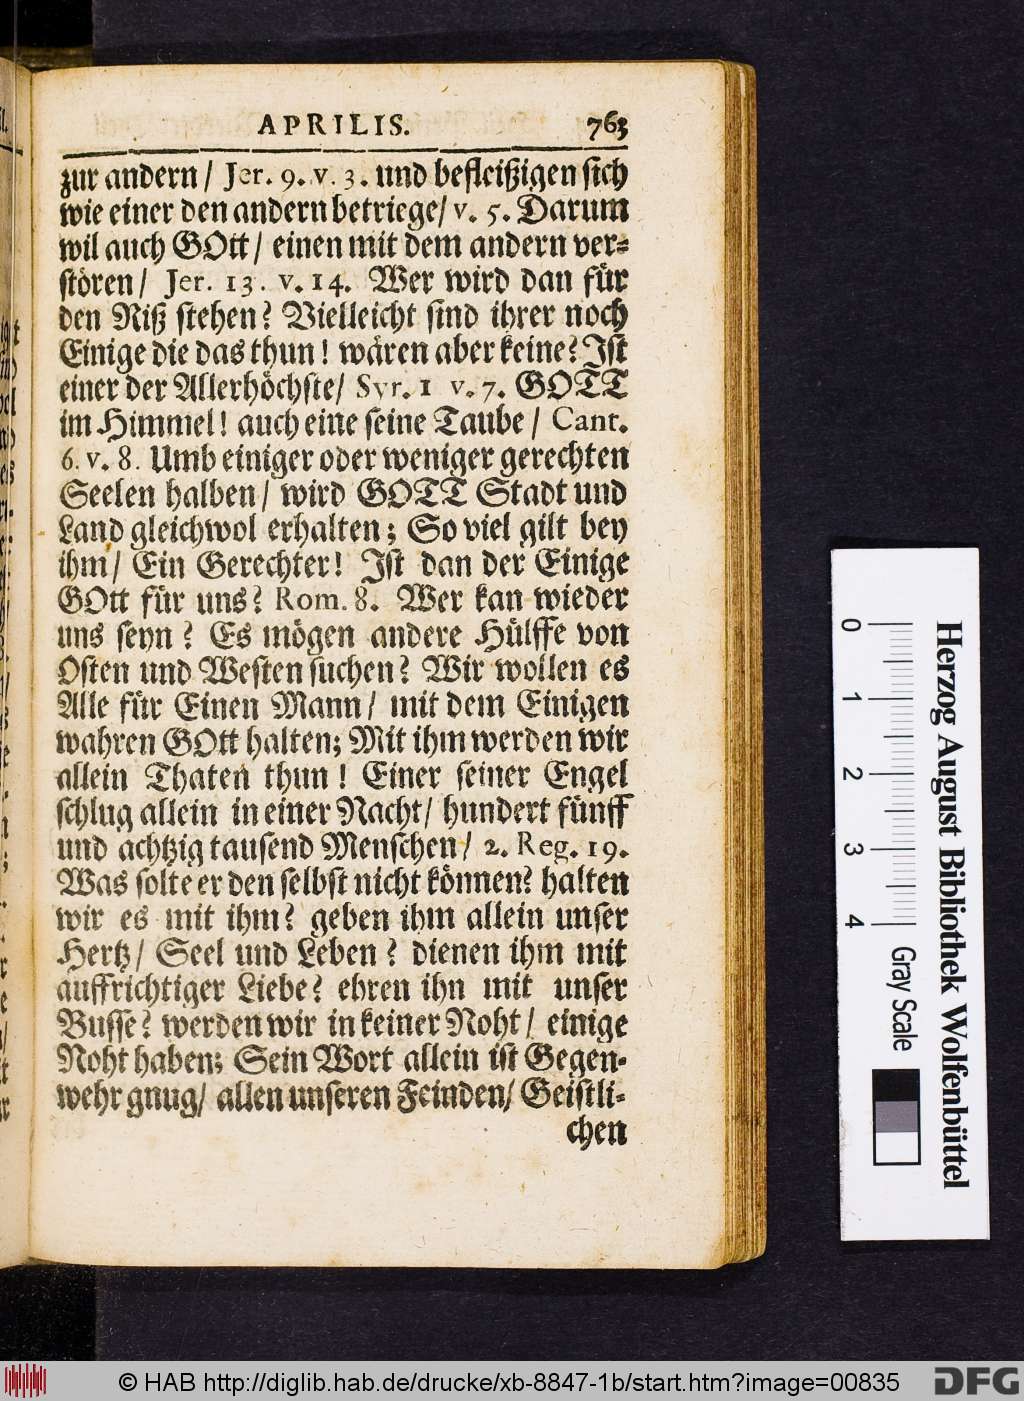 APRILIS. 763
zur andern / Jer. 9. v. 3. und befleißigen sich
wie einer den andern betriege / v. 5. Darum
wil auch GOtt / einen mit dem andern ver⸗
stören / Jer. 13. v. 14. Wer wird dan für
den Riß stehen? Vielleicht sind ihrer noch
Einige die das thun! wären aber keine? Ist
einer der Allerhöchste / Syr. 1 v. 7. GOTT
im Himmel! auch eine seine Taube / Cant.
6. v. 8. Umb einiger oder weniger gerechten
Seelen halben / wird GOTT Stadt und
Land gleichwol erhalten; So viel gilt bey
ihm / Ein Gerechter! Ist dan der Einige
GOtt für uns? Rom. 8. Wer kan wieder
uns seyn? Es mögen andere Hülffe von
Osten und Westen suchen? Wir wollen es
Alle für Einen Mann / mit dem Einigen
wahren GOtt halten; Mit ihm werden wir
allein Thaten thun! Einer seiner Engel
schlug allein in einer Nacht / hundert fünff
und achtzig tausend Menschen / 2. Reg. 19.
Was solte er den selbst nicht können? halten
wir es mit ihm? geben ihm allein unser
Hertz / Seel und Leben? dienen ihm mit
auffrichtiger Liebe? ehren ihn mit unser
Busse? werden wir in keiner Noht / einige
Noht haben; Sein Wort allein ist Gegen-
wehr gnug / allen unseren Feinden / Geistli-
chen
Herzog August Bibliothek Wolfenbüttel
0 1 2 3 4 Gray Scale
© HAB http://diglib.hab.de/drucke/xb-8847-1b/start.htm?image=00835
DFG